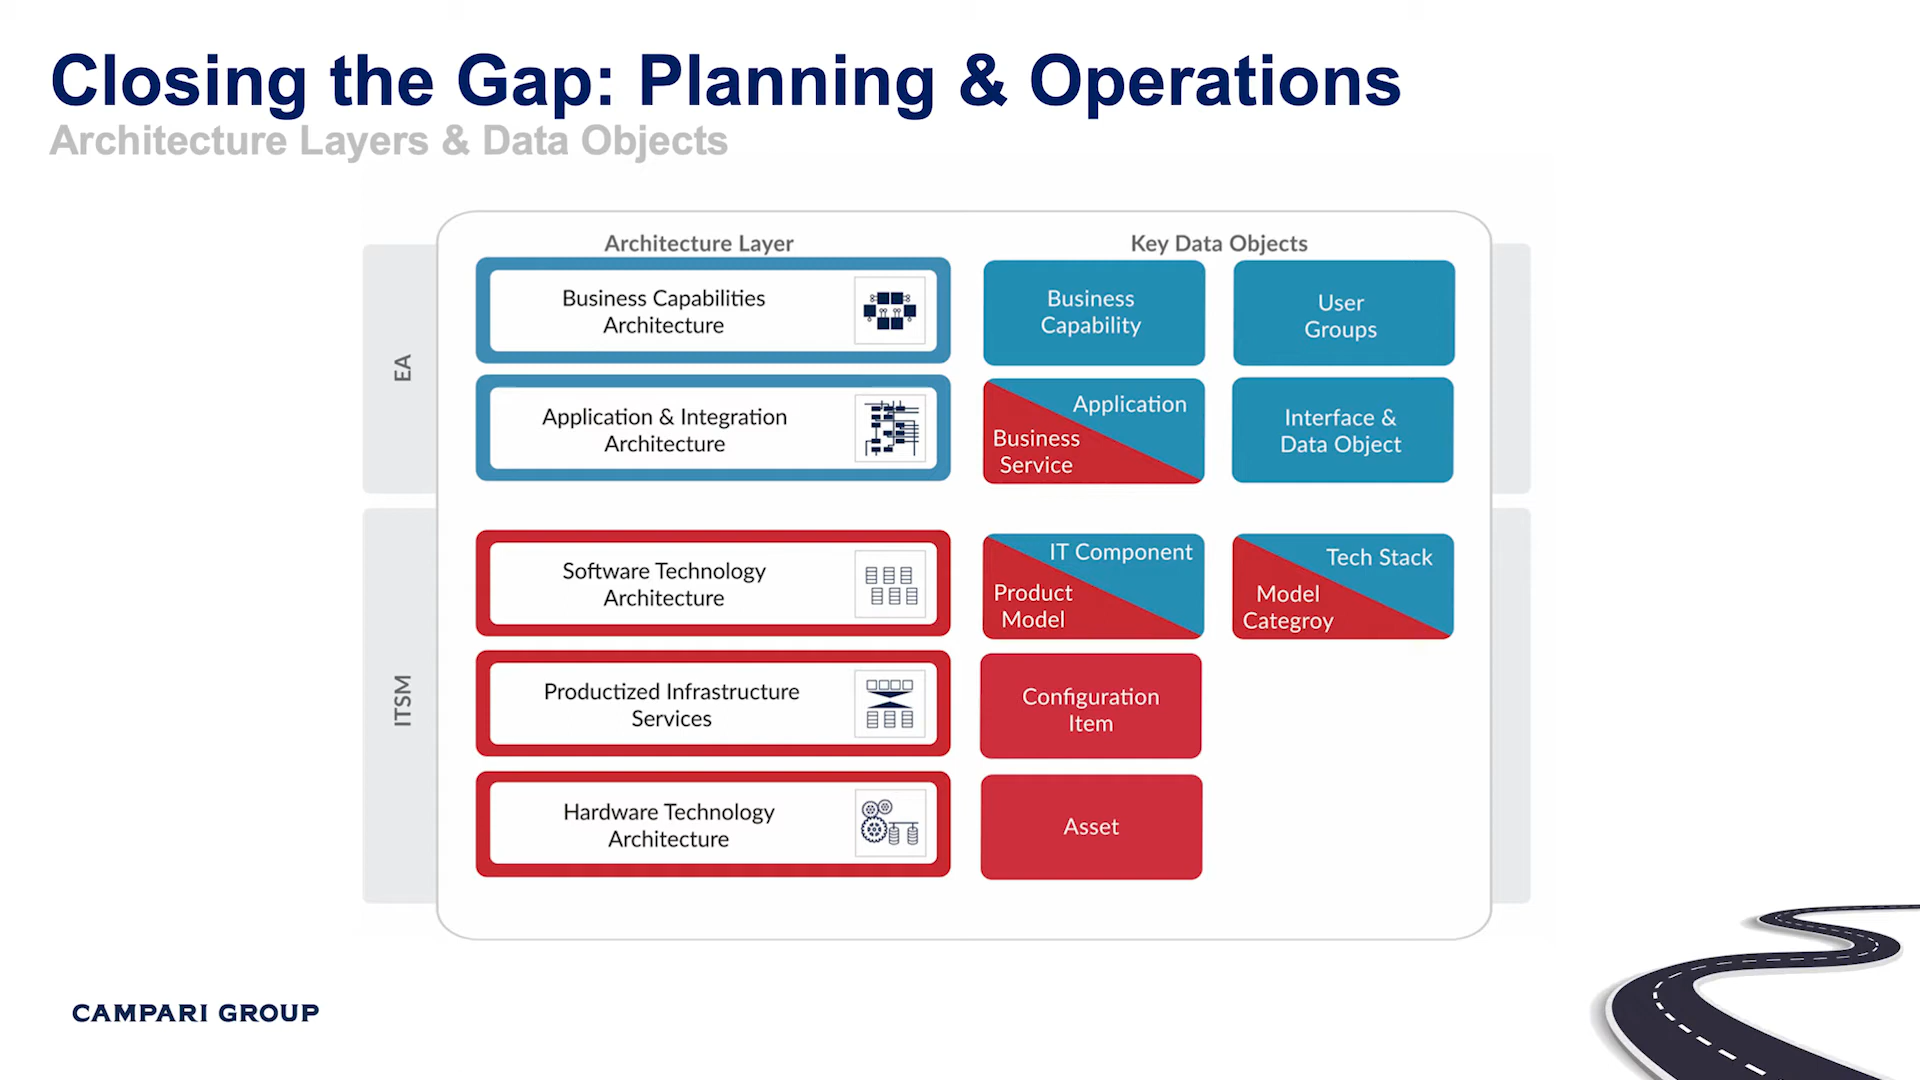 Closing the Gap: Planning & Operations
Architecture Layers & Data Objects
Architecture Layer
Key Data Objects
EA
Business Capabilities
Architecture
Business
Capability
User
Groups
Application & Integration
Architecture
Application
Business
Service
Interface &
Data Object
ITSM
Software Technology
Architecture
IT Component
Product
Model
Tech Stack
Model
Categroy
Productized Infrastructure
Services
Configuration
Item
Hardware Technology
Architecture
Asset
CAMPARI GROUP